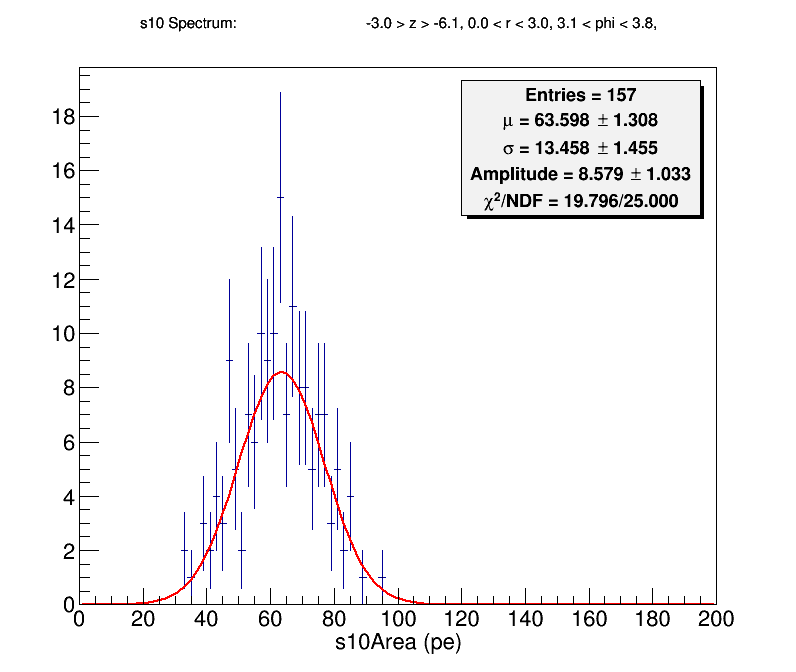 s10 Spectrum: -3.0 > z > -6.1, 0.0 < r < 3.0, 3.1 < phi < 3.8,
Entries = 157
μ = 63.598 ± 1.308
σ = 13.458 ± 1.455
Amplitude = 8.579 ± 1.033
χ²/NDF = 19.796/25.000
18
16
14
12
10
8
6
4
2
0
0 20 40 60 80 100 120 140 160 180 200
s10Area (pe)